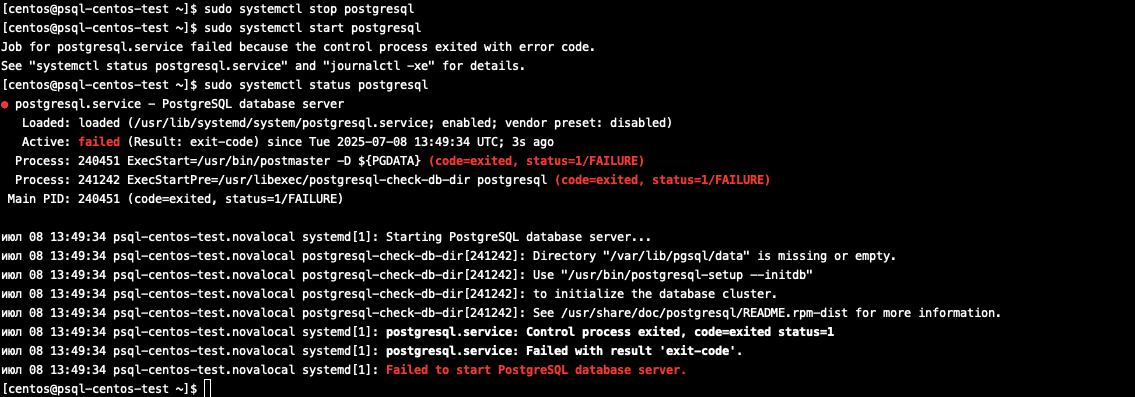 [centos@psql-centos-test ~]$ sudo systemctl stop postgresql
[centos@psql-centos-test ~]$ sudo systemctl start postgresql
Job for postgresql.service failed because the control process exited with error code.
See "systemctl status postgresql.service" and "journalctl -xe" for details.
[centos@psql-centos-test ~]$ sudo systemctl status postgresql
● postgresql.service - PostgreSQL database server
Loaded: loaded (/usr/lib/systemd/system/postgresql.service; enabled; vendor preset: disabled)
Active: failed (Result: exit-code) since Tue 2025-07-08 13:49:34 UTC; 3s ago
Process: 240451 ExecStart=/usr/bin/postmaster -D ${PGDATA} (code=exited, status=1/FAILURE)
Process: 241242 ExecStartPre=/usr/libexec/postgresql-check-db-dir postgresql (code=exited, status=1/FAILURE)
Main PID: 240451 (code=exited, status=1/FAILURE)
июл 08 13:49:34 psql-centos-test.novalocal systemd[1]: Starting PostgreSQL database server...
июл 08 13:49:34 psql-centos-test.novalocal postgresql-check-db-dir[241242]: Directory "/var/lib/pgsql/data" is missing or empty.
июл 08 13:49:34 psql-centos-test.novalocal postgresql-check-db-dir[241242]: Use "/usr/bin/postgresql-setup --initdb"
июл 08 13:49:34 psql-centos-test.novalocal postgresql-check-db-dir[241242]: to initialize the database cluster.
июл 08 13:49:34 psql-centos-test.novalocal postgresql-check-db-dir[241242]: See /usr/share/doc/postgresql/README.rpm-dist for more information.
июл 08 13:49:34 psql-centos-test.novalocal systemd[1]: postgresql.service: Control process exited, code=exited status=1
июл 08 13:49:34 psql-centos-test.novalocal systemd[1]: postgresql.service: Failed with result 'exit-code'.
июл 08 13:49:34 psql-centos-test.novalocal systemd[1]: Failed to start PostgreSQL database server.
[centos@psql-centos-test ~]$